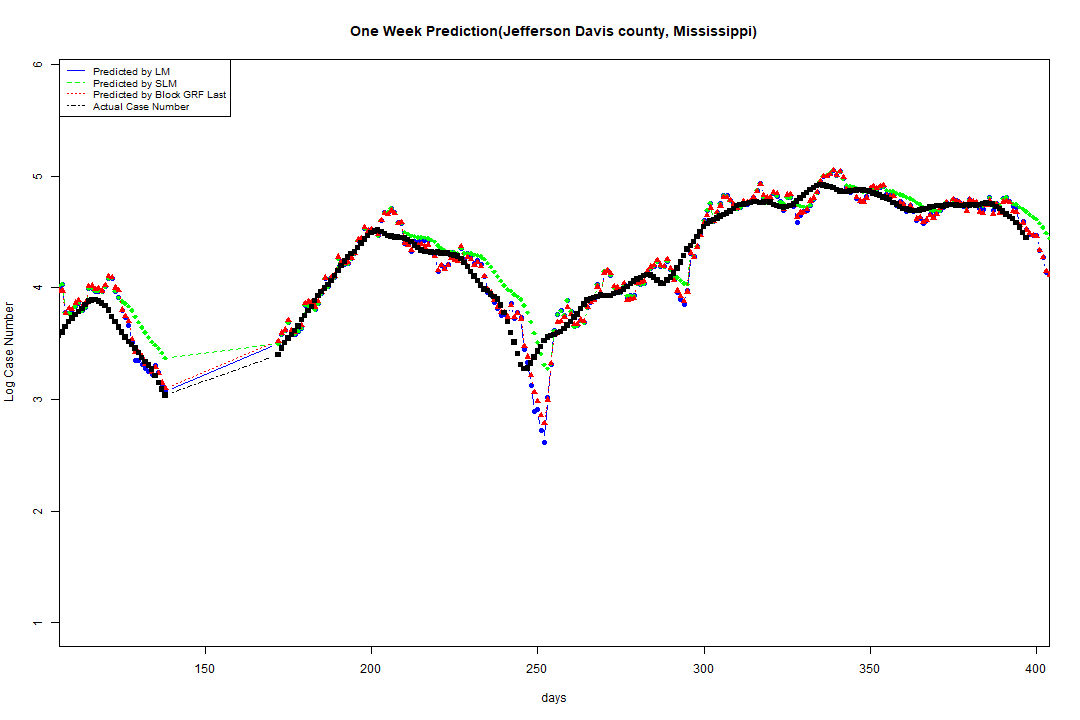 One Week Prediction(Jefferson Davis county, Mississippi)
Predicted by LM
Predicted by SLM
Predicted by Block GRF Last
Actual Case Number
6
5
4
3
2
1
Log Case Number
150 200 250 300 350 400
days